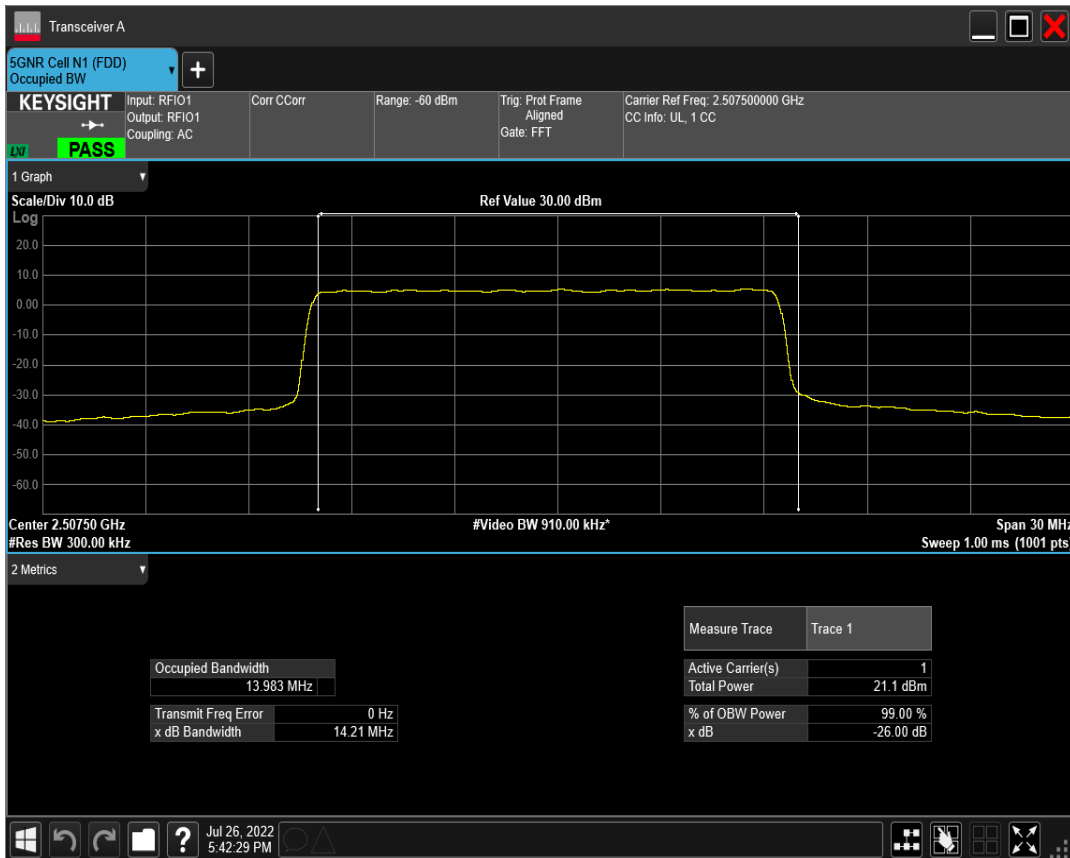 Transceiver A
5GNR Cell N1 (FDD)
Occupied BW
+
KEYSIGHT
LXI
PASS
Input: RFIO1
Output: RFIO1
Coupling: AC
Corr CCorr
Range: -60 dBm
Trig: Prot Frame
Aligned
Gate: FFT
Carrier Ref Freq: 2.507500000 GHz
CC Info: UL, 1 CC
1 Graph
Scale/Div 10.0 dB
Ref Value 30.00 dBm
Log
20.0
10.0
0.00
-10.0
-20.0
-30.0
-40.0
-50.0
-60.0
Center 2.50750 GHz
#Video BW 910.00 kHz*
Span 30 MHz
#Res BW 300.00 kHz
Sweep 1.00 ms (1001 pts)
2 Metrics
Measure Trace Trace 1
Occupied Bandwidth
13.983 MHz
Active Carrier(s) 1
Total Power 21.1 dBm
Transmit Freq Error 0 Hz
x dB Bandwidth 14.21 MHz
% of OBW Power 99.00 %
x dB -26.00 dB
?
Jul 26, 2022
5:42:29 PM